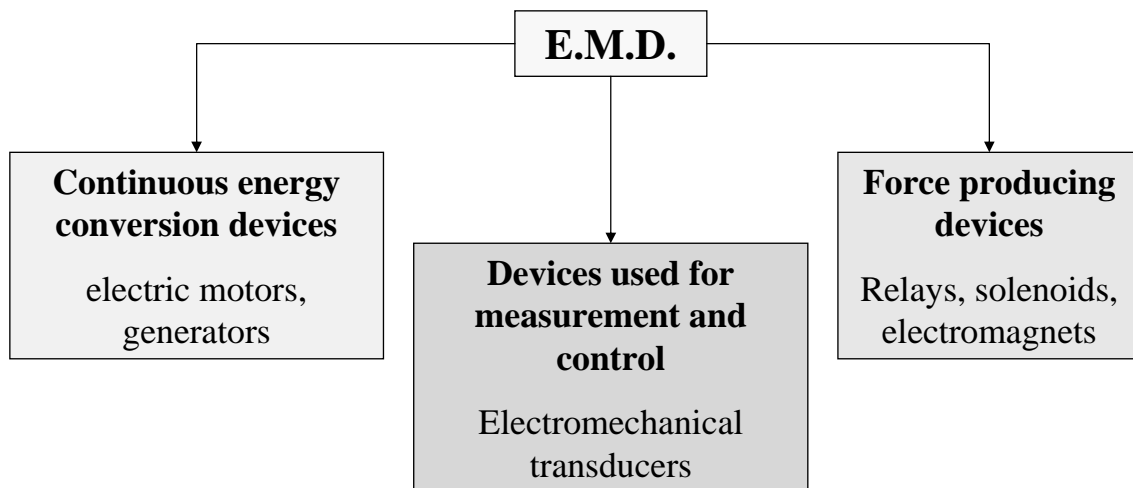 E.M.D.
Continuous energy
conversion devices
electric motors,
generators
Devices used for
measurement and
control
Electromechanical
transducers
Force producing
devices
Relays, solenoids,
electromagnets